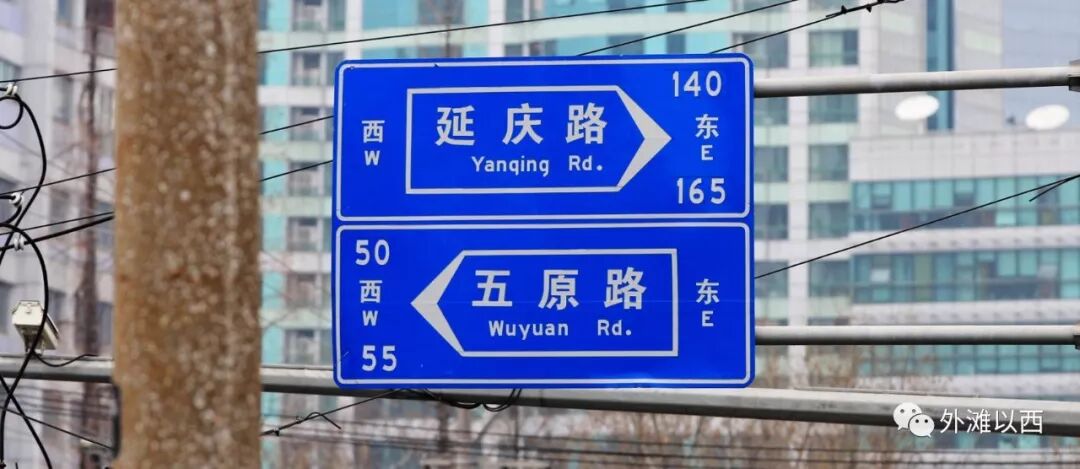 140
西 延庆路 东
W Yanqing Rd. E
165
50
西 五原路 东
W Wuyuan Rd. E
55
外滩以西